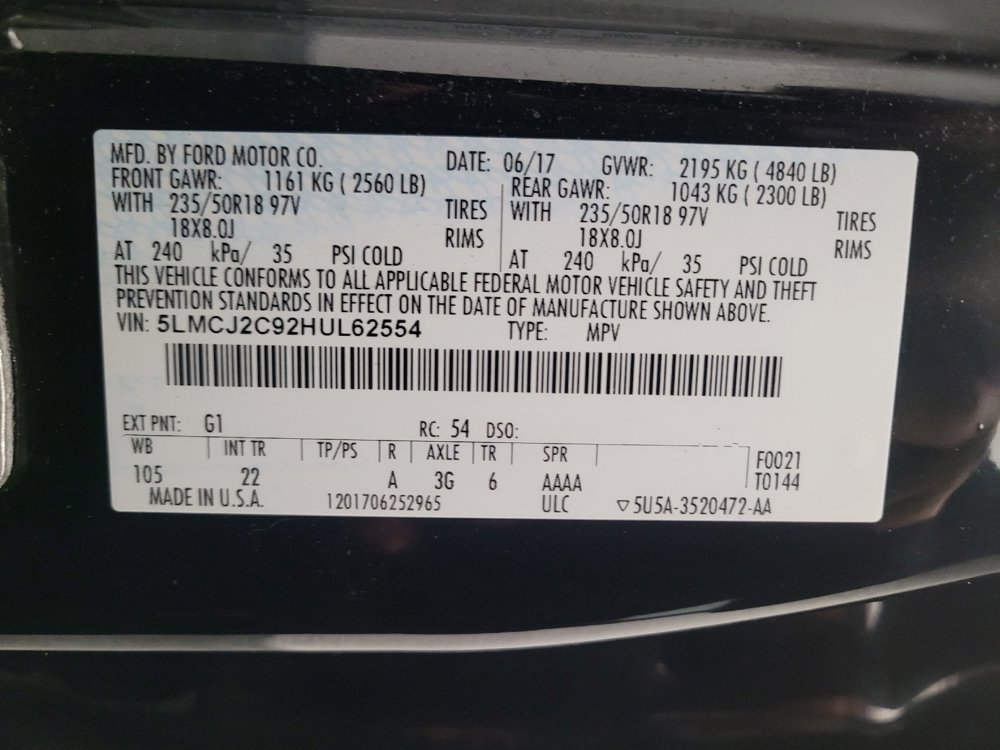 MFD. BY FORD MOTOR CO. DATE: 06/17 GVWR: 2195 KG ( 4840 LB)
FRONT GAWR: 1161 KG ( 2560 LB) REAR GAWR: 1043 KG ( 2300 LB)
WITH 235/50R18 97V TIRES WITH 235/50R18 97V TIRES
18X8.0J RIMS 18X8.0J RIMS
AT 240 kPa/ 35 PSI COLD AT 240 kPa/ 35 PSI COLD
THIS VEHICLE CONFORMS TO ALL APPLICABLE FEDERAL MOTOR VEHICLE SAFETY AND THEFT
PREVENTION STANDARDS IN EFFECT ON THE DATE OF MANUFACTURE SHOWN ABOVE.
VIN: 5LMCJ2C92HUL62554 TYPE: MPV
EXT PNT: G1 RC: 54 DSO:
WB INT TR TP/PS R AXLE TR SPR F0021
105 22 A 3G 6 AAAA T0144
MADE IN U.S.A. 1201706252965 ULC ▽5U5A-3520472-AA